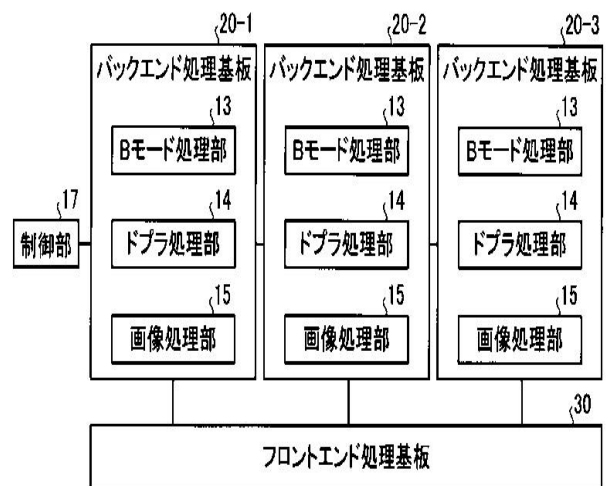 20-1
20-2
20-3
バックエンド処理基板
バックエンド処理基板
バックエンド処理基板
13
13
13
Bモード処理部
Bモード処理部
Bモード処理部
17
14
14
14
制御部
ドプラ処理部
ドプラ処理部
ドプラ処理部
15
15
15
画像処理部
画像処理部
画像処理部
30
フロントエンド処理基板